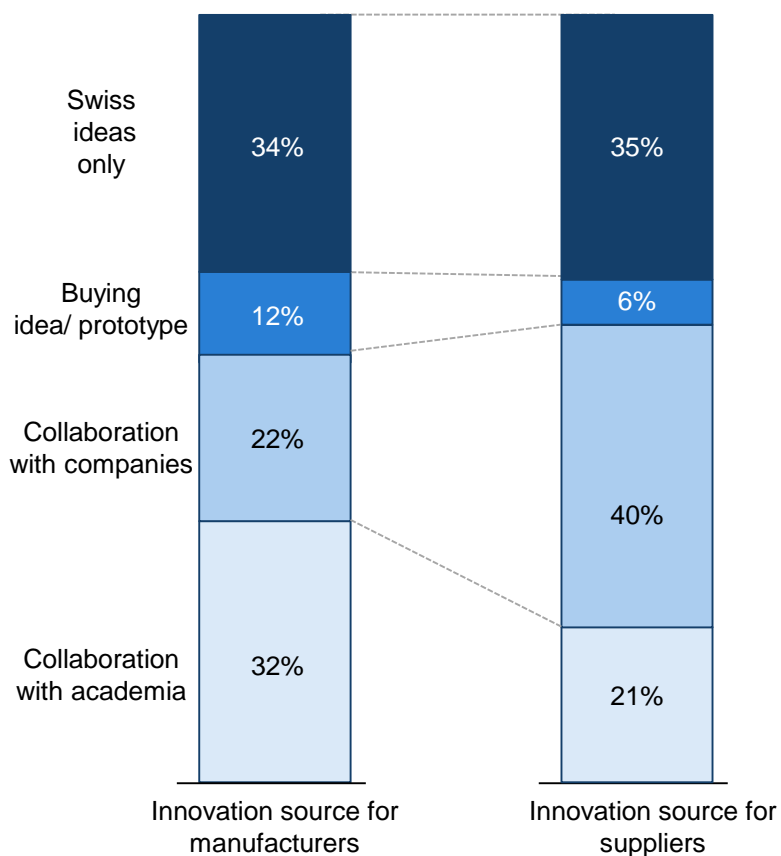 Swiss
ideas
only
34%
35%
Buying
idea/ prototype
12%
6%
Collaboration
with companies
22%
40%
Collaboration
with academia
32%
21%
Innovation source for
manufacturers
Innovation source for
suppliers